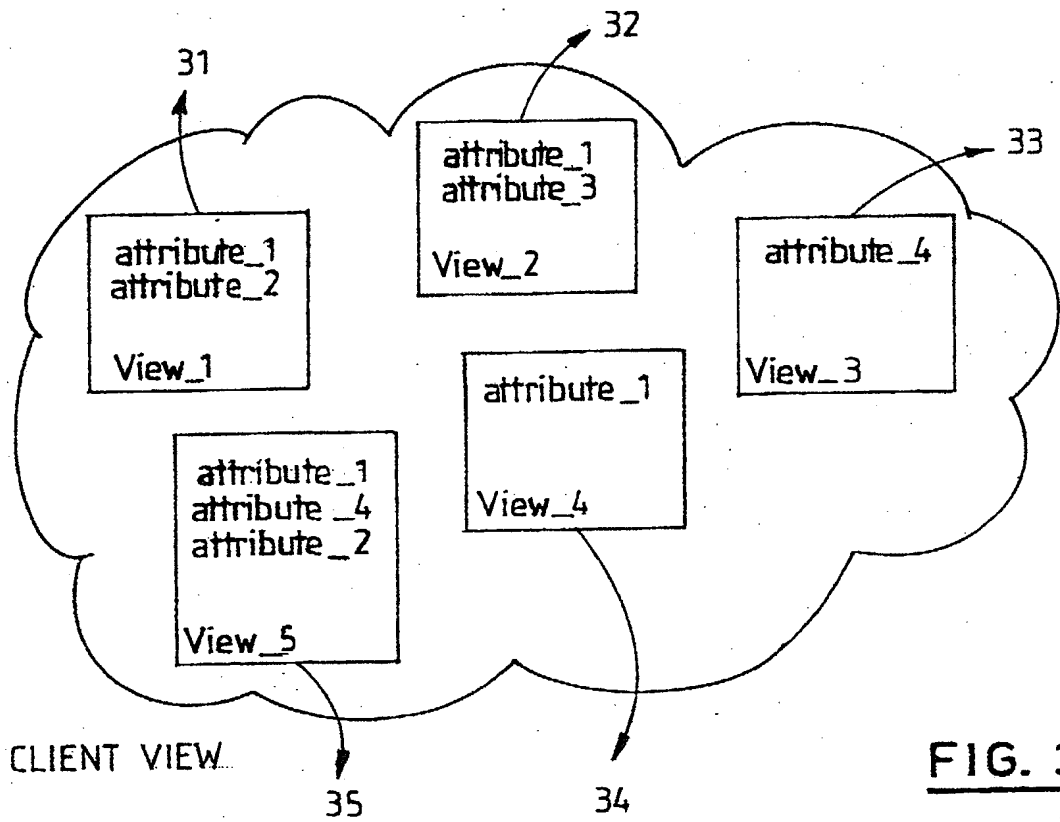 32
31
33
attribute_1
attribute_3
View_2
attribute_1
attribute_2
View_1
attribute_4
View_3
attribute_1
View_4
attribute_1
attribute_4
attribute_2
View_5
CLIENT VIEW
FIG.
35
34